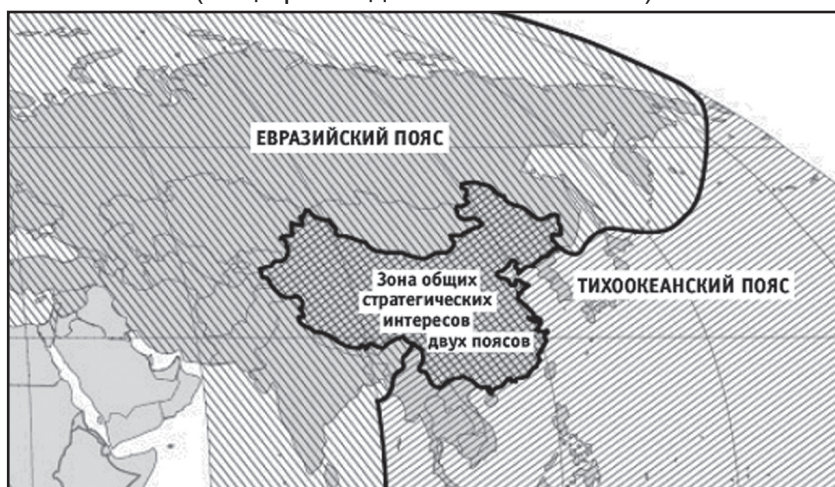 ЕВРАЗИЙСКИЙ ПОЯС
Зона общих
стратегических
интересов
двух поясов
ТИХООКЕАНСКИЙ ПОЯС